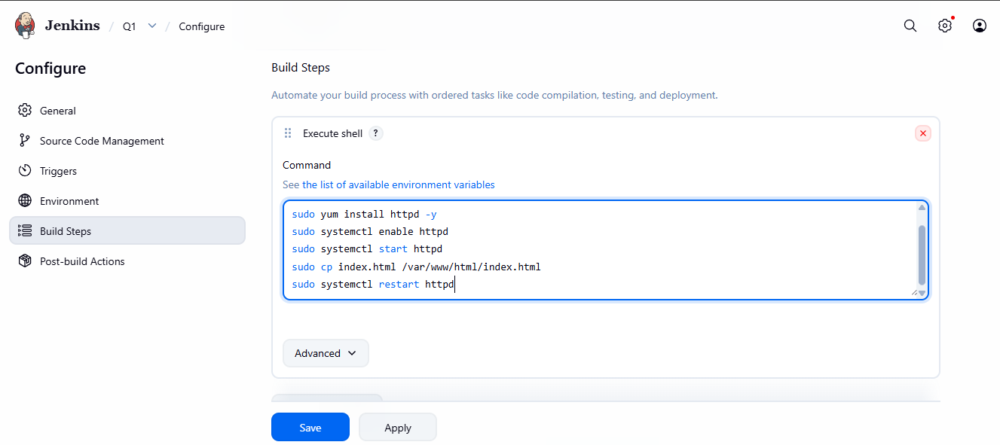 Jenkins / Q1 / Configure
Configure
General
Source Code Management
Triggers
Environment
Build Steps
Post-build Actions
Build Steps
Automate your build process with ordered tasks like code compilation, testing, and deployment.
Execute shell ?
Command
See the list of available environment variables
sudo yum install httpd -y
sudo systemctl enable httpd
sudo systemctl start httpd
sudo cp index.html /var/www/html/index.html
sudo systemctl restart httpd
Advanced
Save Apply